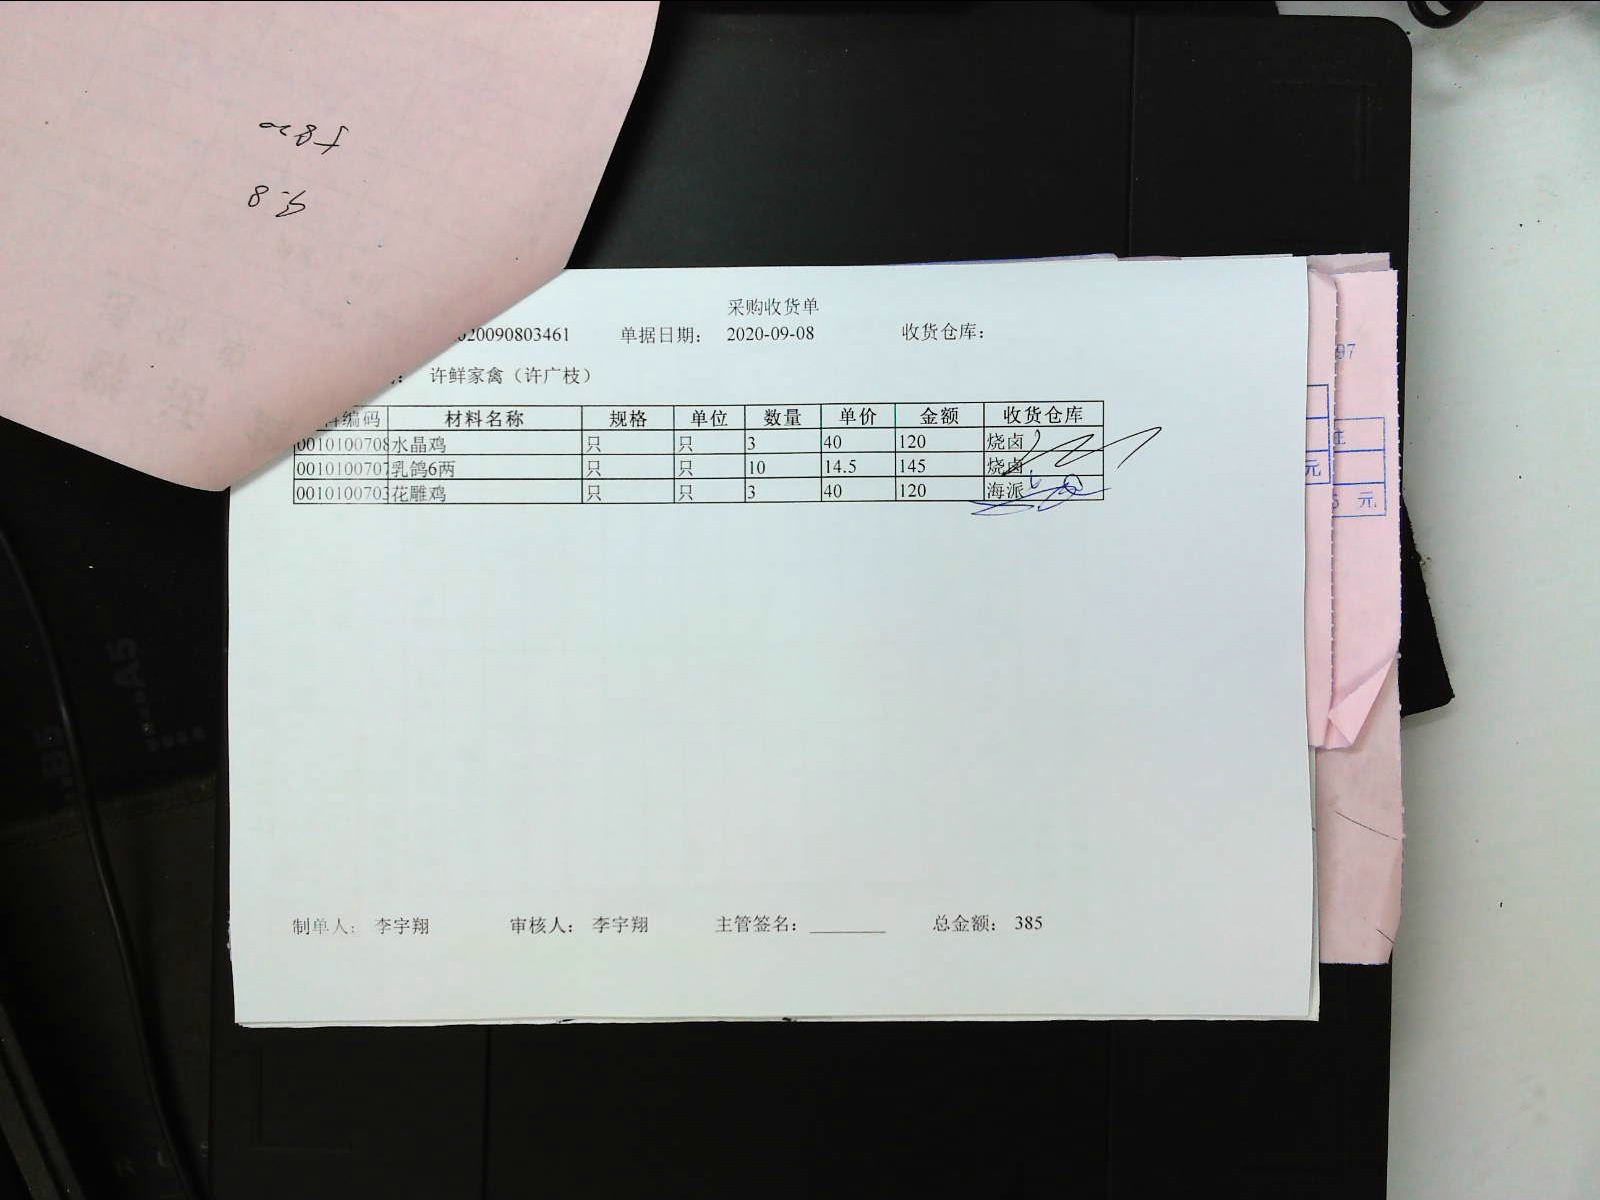 采购收货单
020090803461 单据日期： 2020-09-08 收货仓库：
许鲜家禽（许广枝）
编码 材料名称 规格 单位 数量 单价 金额 收货仓库
0010100708 水晶鸡 只 只 3 40 120 烧卤
0010100707 乳鸽6两 只 只 10 14.5 145 烧卤
0010100703 花雕鸡 只 只 3 40 120 海派
制单人： 李宇翔 审核人： 李宇翔 主管签名： 总金额： 385
97
元
5 元
9.8
A5